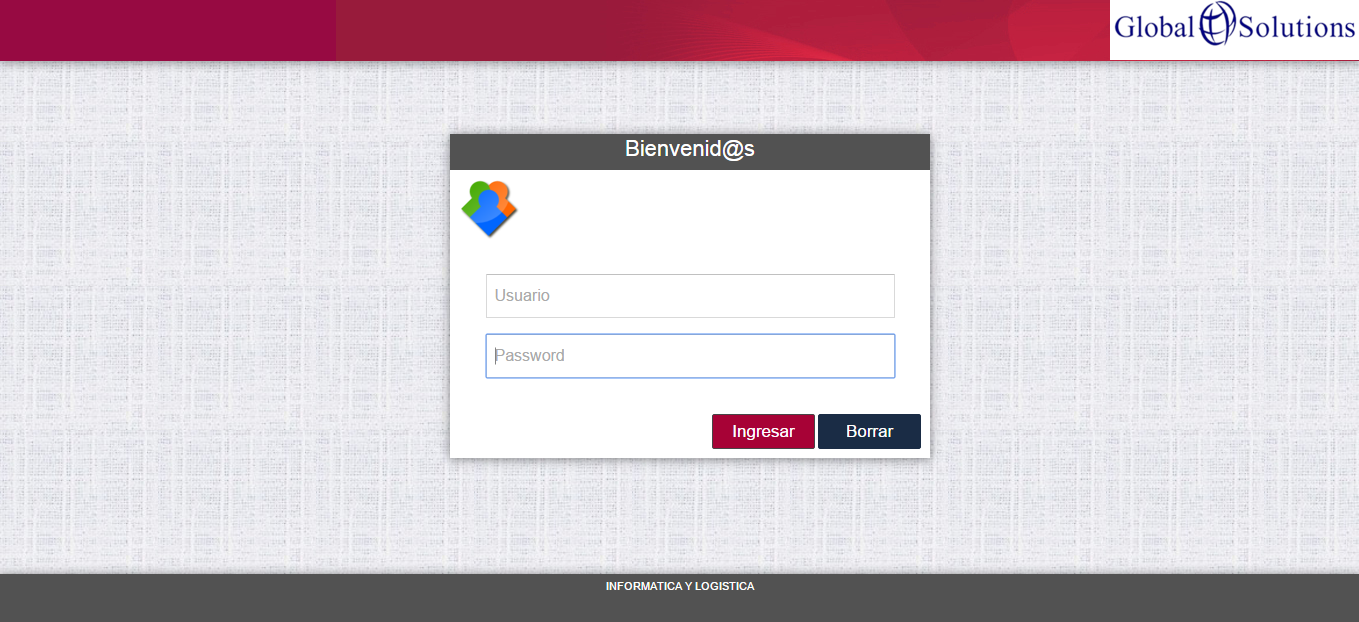 Global Solutions
Bienvenid@s
Usuario
Password
Ingresar Borrar
INFORMATICA Y LOGISTICA